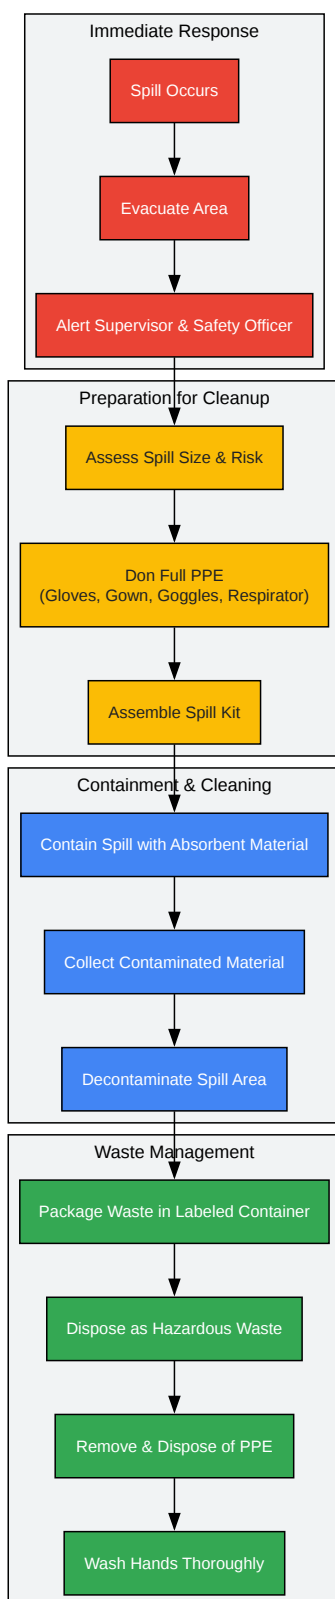 Immediate Response
Spill Occurs
Evacuate Area
Alert Supervisor & Safety Officer
Preparation for Cleanup
Assess Spill Size & Risk
Don Full PPE
(Gloves, Gown, Goggles, Respirator)
Assemble Spill Kit
Containment & Cleaning
Contain Spill with Absorbent Material
Collect Contaminated Material
Decontaminate Spill Area
Waste Management
Package Waste in Labeled Container
Dispose as Hazardous Waste
Remove & Dispose of PPE
Wash Hands Thoroughly